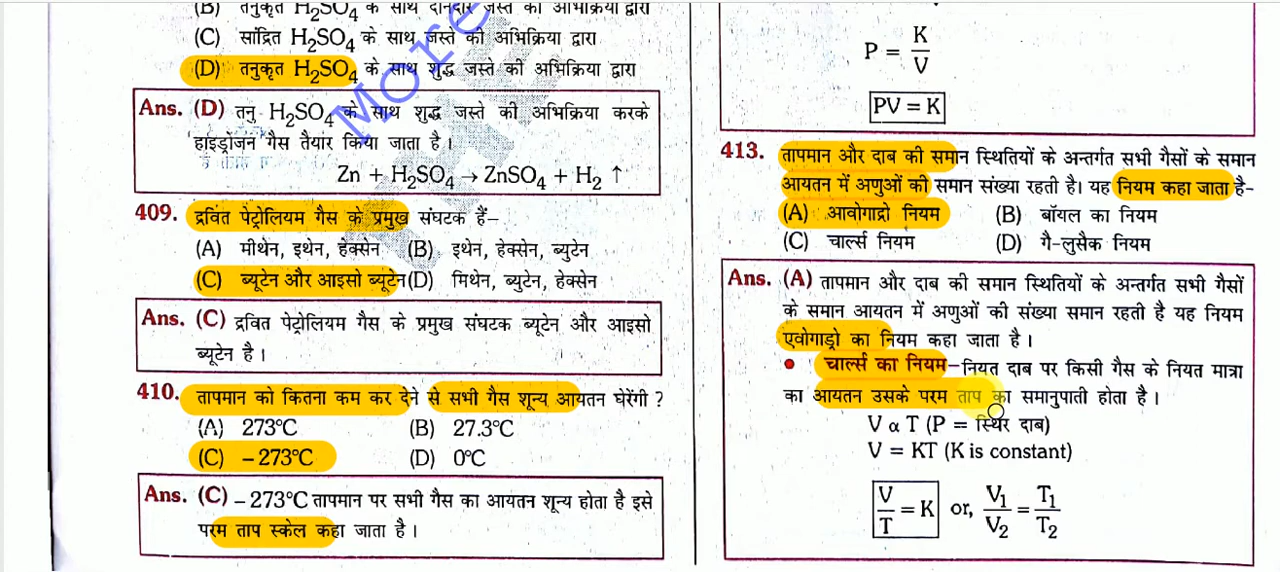 (B) तनुकृत H₂SO₄ के साथ दानेदार जस्ते की अभिक्रिया द्वारा
(C) सांद्रित H₂SO₄ के साथ जस्ते की अभिक्रिया द्वारा
(D) तनुकृत H₂SO₄ के साथ शुद्ध जस्ते की अभिक्रिया द्वारा
Ans. (D) तनु H₂SO₄ के साथ शुद्ध जस्ते की अभिक्रिया करके
हाइड्रोजन गैस तैयार किया जाता है।
Zn + H₂SO₄ → ZnSO₄ + H₂ ↑
409. द्रवित पेट्रोलियम गैस के प्रमुख संघटक हैं–
(A) मीथेन, इथेन, हेक्सेन (B) इथेन, हेक्सेन, ब्युटेन
(C) ब्यूटेन और आइसो ब्यूटेन (D) मिथेन, ब्युटेन, हेक्सेन
Ans. (C) द्रवित पेट्रोलियम गैस के प्रमुख संघटक ब्यूटेन और आइसो
ब्यूटेन है।
410. तापमान को कितना कम कर देने से सभी गैस शून्य आयतन घेरेंगी ?
(A) 273°C (B) 27.3°C
(C) – 273°C (D) 0°C
Ans. (C) – 273°C तापमान पर सभी गैस का आयतन शून्य होता है इसे
परम ताप स्केल कहा जाता है।
More
P = K/V
PV = K
413. तापमान और दाब की समान स्थितियों के अन्तर्गत सभी गैसों के समान
आयतन में अणुओं की समान संख्या रहती है। यह नियम कहा जाता है–
(A) आवोगाद्रो नियम (B) बॉयल का नियम
(C) चार्ल्स नियम (D) गै-लुसैक नियम
Ans. (A) तापमान और दाब की समान स्थितियों के अन्तर्गत सभी गैसों
के समान आयतन में अणुओं की संख्या समान रहती है यह नियम
एवोगाड्रो का नियम कहा जाता है।
• चार्ल्स का नियम–नियत दाब पर किसी गैस के नियत मात्रा
का आयतन उसके परम ताप का समानुपाती होता है।
V ∝ T (P = स्थिर दाब)
V = KT (K is constant)
V/T = K or, V₁/V₂ = T₁/T₂